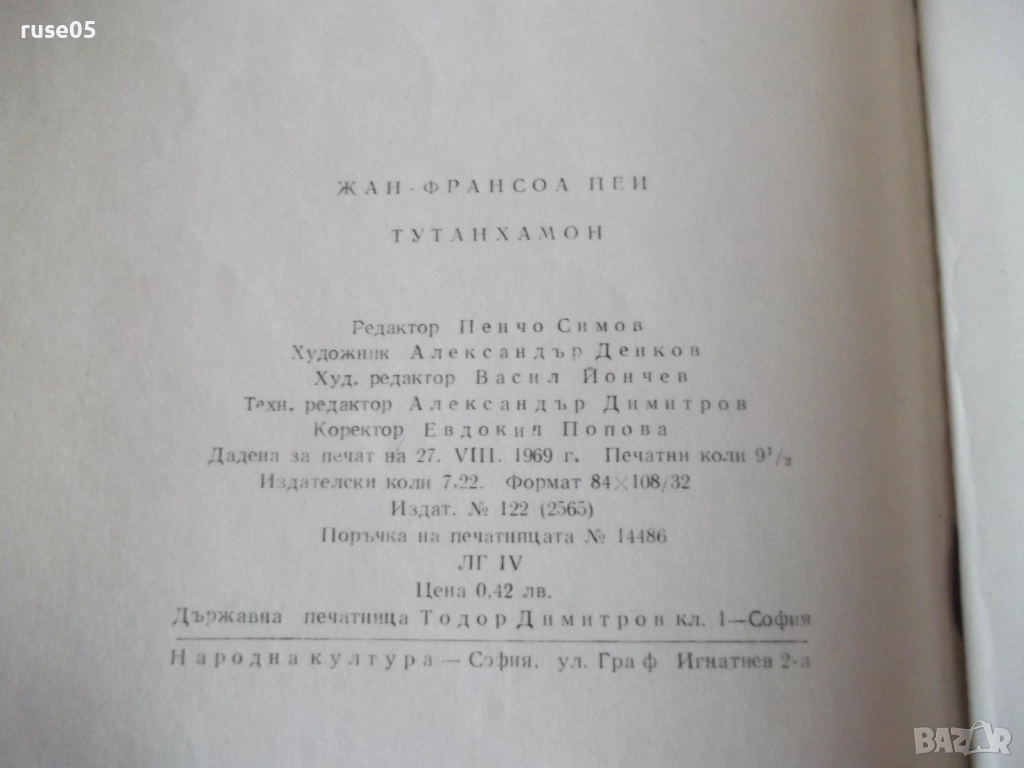 ruse05
ЖАН-ФРАНСОА ПЕИ
ТУТАНХАМОН
Редактор Пенчо Симов
Художник Александър Денков
Худ. редактор Васил Йончев
Техн. редактор Александър Димитров
Коректор Евдокия Попова
Дадена за печат на 27. VIII. 1969 г. Печатни коли 9¹/₂
Издателски коли 7,22. Формат 84×108/32
Издат. № 122 (2565)
Поръчка на печатницата № 14486
ЛГ IV
Цена 0,42 лв.
Държавна печатница Тодор Димитров кл. 1—София
Народна култура — София, ул. Граф Игнатиев 2-а
BAZAR